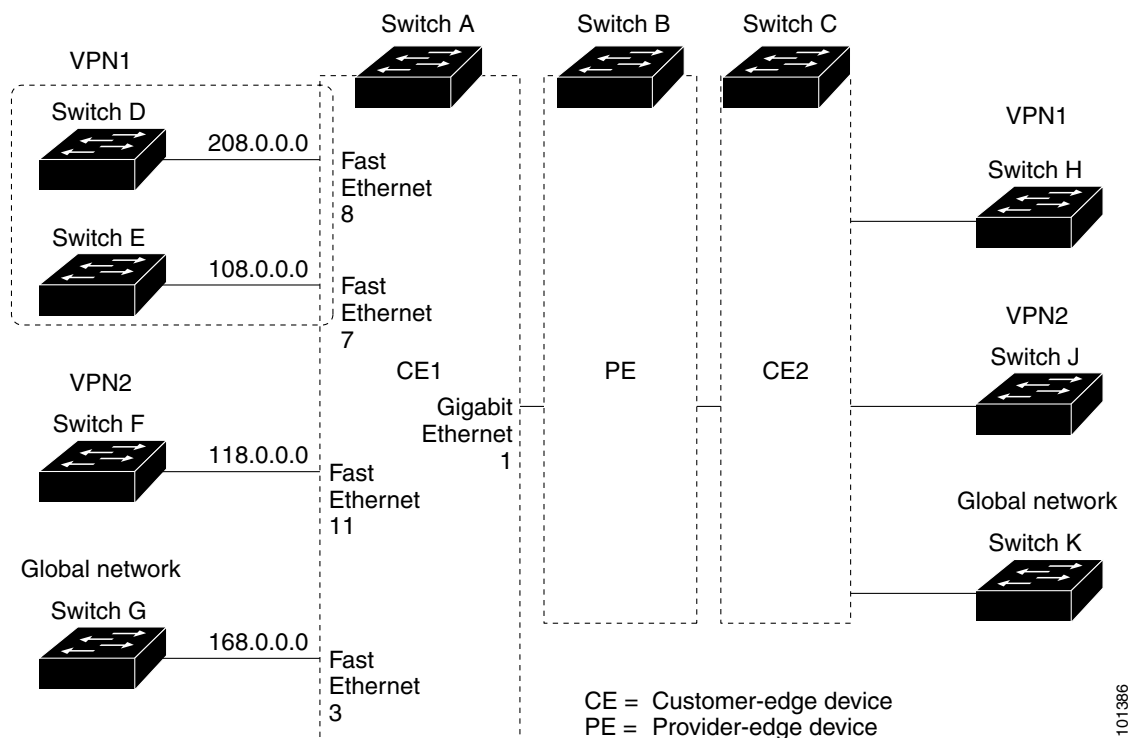 Switch A
Switch B
Switch C
VPN1
Switch D
208.0.0.0
Fast
Ethernet
8
Switch E
108.0.0.0
Fast
Ethernet
7
VPN1
Switch H
VPN2
Switch F
118.0.0.0
Fast
Ethernet
11
CE1
Gigabit
Ethernet
1
PE
CE2
VPN2
Switch J
Global network
Switch G
168.0.0.0
Fast
Ethernet
3
Global network
Switch K
CE = Customer-edge device
PE = Provider-edge device
101386